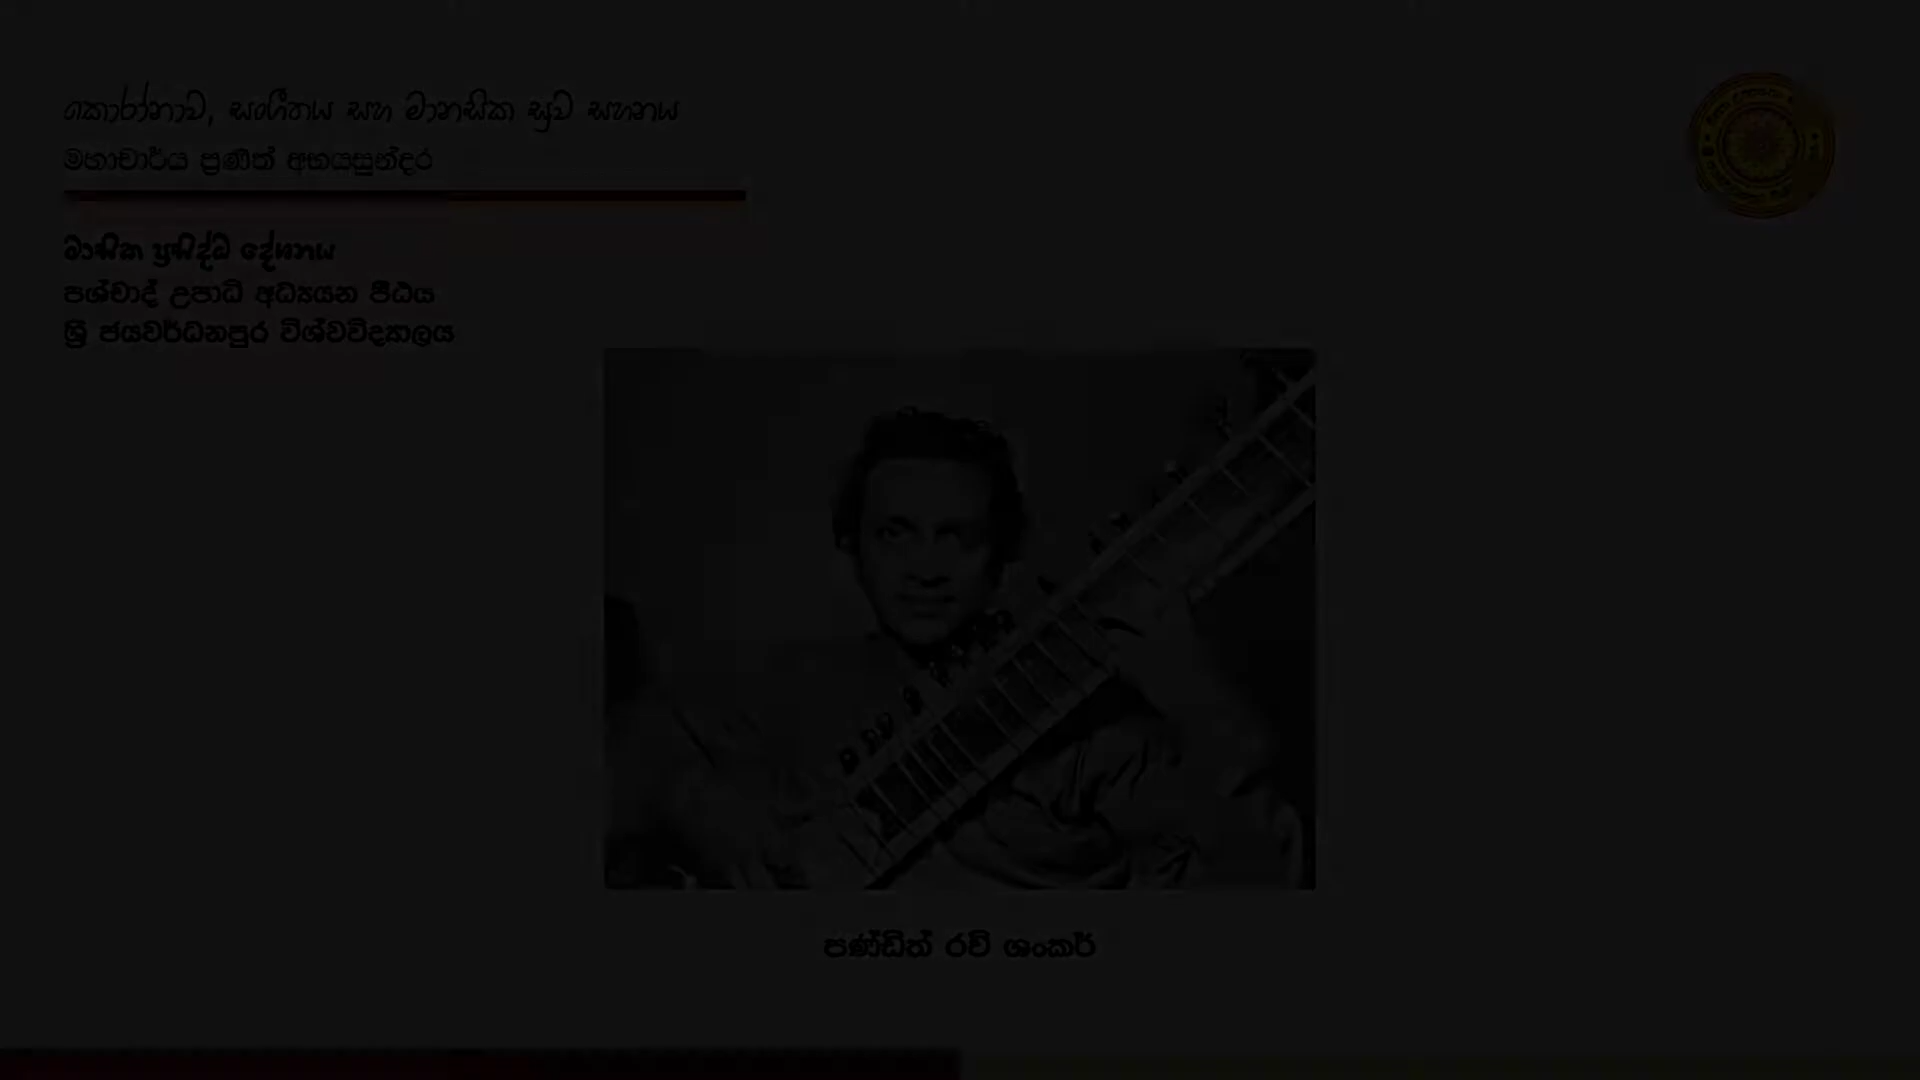 කොරෝනාව, සංගීතය සහ මානසික සුව සහනය
මහාචාර්ය ප්‍රණීත් අභයසුන්දර
මාසික ප්‍රසිද්ධ දේශනය
පශ්චාද් උපාධි අධ්‍යයන පීඨය
ශ්‍රී ජයවර්ධනපුර විශ්වවිද්‍යාලය
පණ්ඩිත් රවි ශංකර්